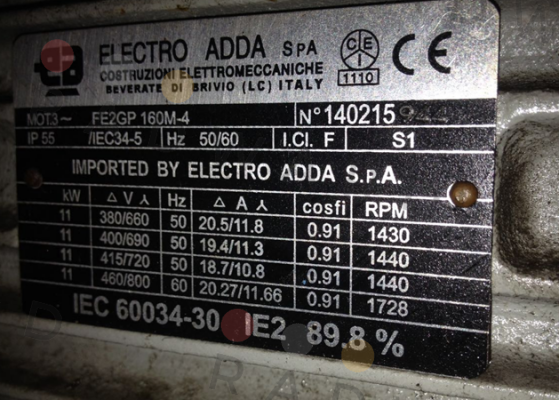 ELECTRO ADDA SPA
COSTRUZIONI ELETTROMECCANICHE
BEVERATE DI BRIVIO (LC) ITALY
CEI
1110
CE
MOT.3~ FE2GP 160M-4 N° 140215
IP 55 /IEC34-5 Hz 50/60 I.Cl. F S1
IMPORTED BY ELECTRO ADDA S.P.A.
kW Δ V Y Hz Δ A Y cosfi RPM
11 380/660 50 20.5/11.8 0.91 1430
11 400/690 50 19.4/11.3 0.91 1440
11 415/720 50 18.7/10.8 0.91 1440
11 460/800 60 20.27/11.66 0.91 1728
IEC 60034-30 IE2 89.8 %